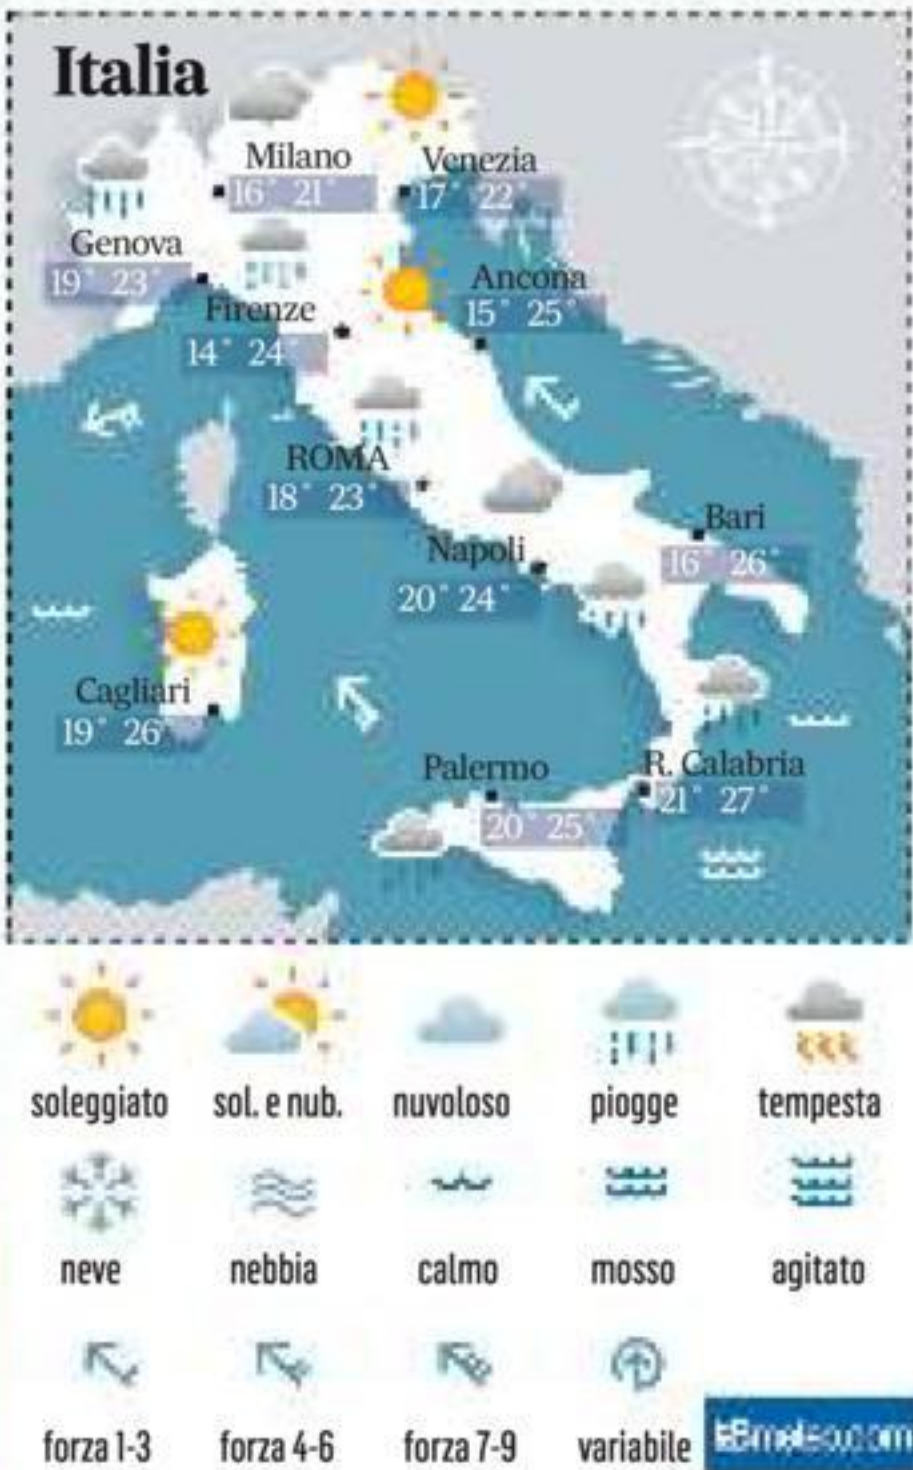 Italia
Milano
16° 21°
Venezia
17° 22°
Genova
19° 23°
Firenze
14° 24°
Ancona
15° 25°
ROMA
18° 23°
Napoli
20° 24°
Bari
16° 26°
Cagliari
19° 26°
Palermo
20° 25°
R. Calabria
21° 27°
soleggiato sol. e nub. nuvoloso piogge tempesta
neve nebbia calmo mosso agitato
forza 1-3 forza 4-6 forza 7-9 variabile